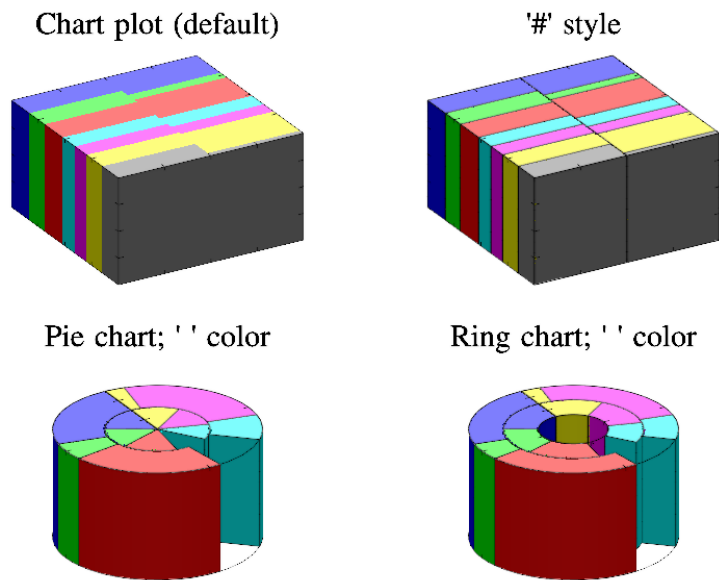 Chart plot (default)
'#' style
Pie chart; ' ' color
Ring chart; ' ' color